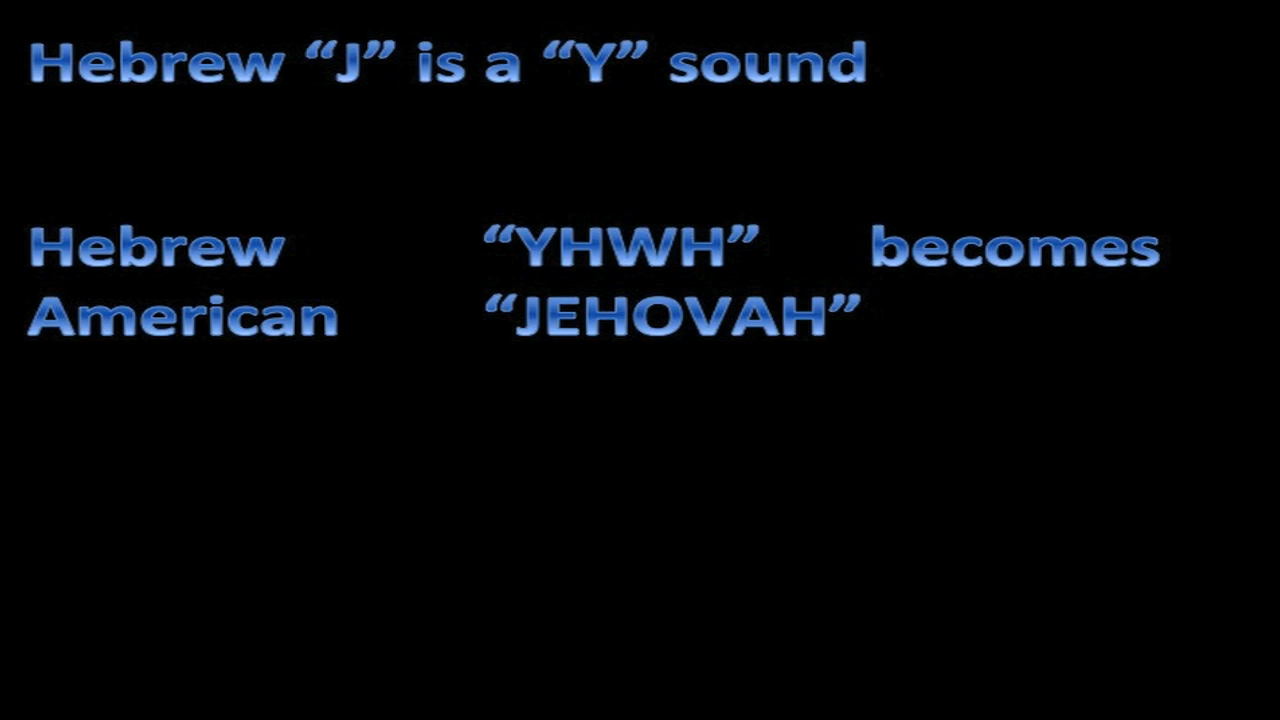 Hebrew “J” is a “Y” sound
Hebrew “YHWH” becomes
American “JEHOVAH”